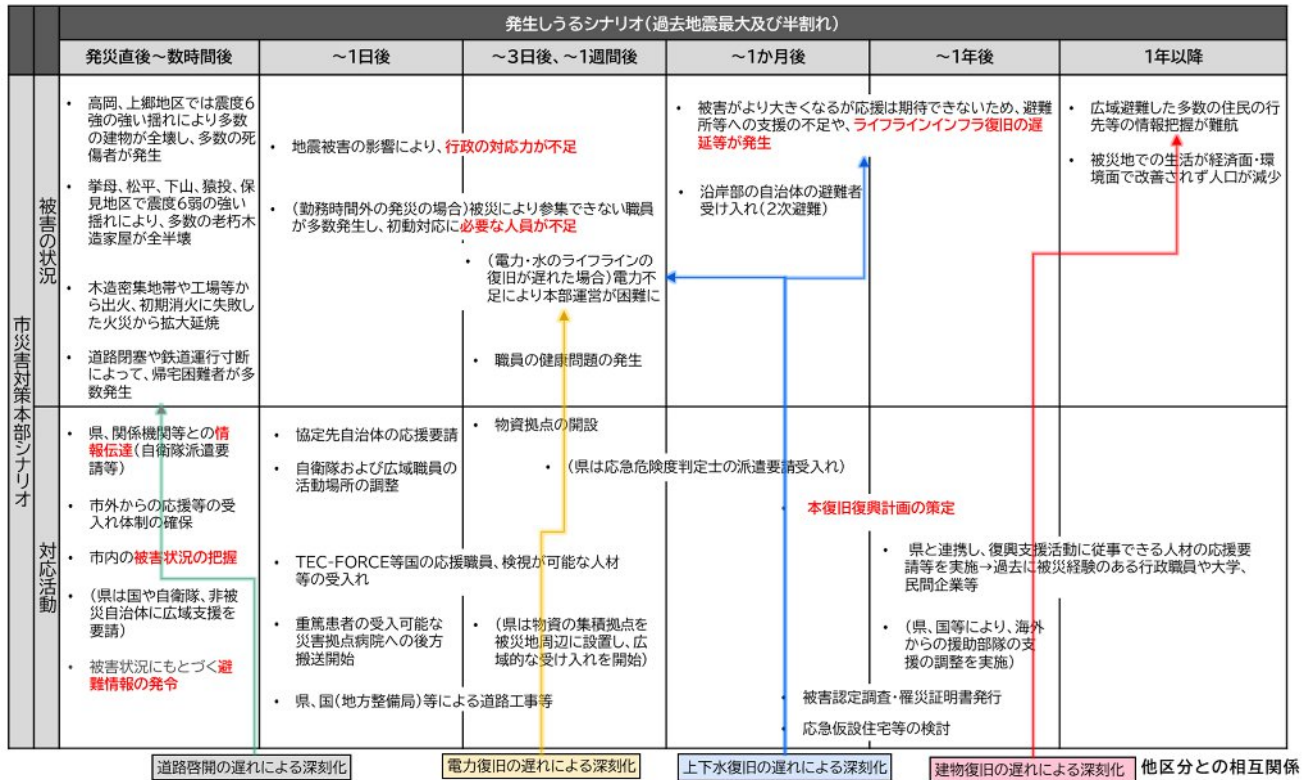 発生しうるシナリオ(過去地震最大及び半割れ)
発災直後~数時間後
~1日後
~3日後、~1週間後
~1か月後
~1年後
1年以降
市災害対策本部シナリオ
被害の状況
・ 高岡、上郷地区では震度6
強の強い揺れにより多数
の建物が全壊し、多数の死
傷者が発生
・ 挙母、松平、下山、猿投、保
見地区で震度6弱の強い
揺れにより、多数の老朽木
造家屋が全半壊
・ 木造密集地帯や工場等か
ら出火、初期消火に失敗し
た火災から拡大延焼
・ 道路閉塞や鉄道運行寸断
によって、帰宅困難者が多
数発生
・ 地震被害の影響により、行政の対応力が不足
・ (勤務時間外の発災の場合)被災により参集できない職員
が多数発生し、初動対応に必要な人員が不足
・ (電力・水のライフラインの
復旧が遅れた場合)電力不
足により本部運営が困難に
・ 職員の健康問題の発生
・ 被害がより大きくなるが応援は期待できないため、避難
所等への支援の不足や、ライフラインインフラ復旧の遅
延等が発生
・ 沿岸部の自治体の避難者
受け入れ(2次避難)
・ 広域避難した多数の住民の行
先等の情報把握が難航
・ 被災地での生活が経済面・環
境面で改善されず人口が減少
対応活動
・ 県、関係機関等との情
報伝達(自衛隊派遣要
請等)
・ 市外からの応援等の受
入れ体制の確保
・ 市内の被害状況の把握
・ (県は国や自衛隊、非被
災自治体に広域支援を
要請)
・ 被害状況にもとづく避
難情報の発令
・ 協定先自治体の応援要請
・ 自衛隊および広域職員の
活動場所の調整
・ TEC-FORCE等国の応援職員、検視が可能な人材
等の受入れ
・ 重篤患者の受入可能な
災害拠点病院への後方
搬送開始
・ 県、国(地方整備局)等による道路工事等
・ 物資拠点の開設
・ (県は応急危険度判定士の派遣要請受入れ)
・ (県は物資の集積拠点を
被災地周辺に設置し、広
域的な受け入れを開始)
・ 本復旧復興計画の策定
・ 県と連携し、復興支援活動に従事できる人材の応援要
請等を実施→過去に被災経験のある行政職員や大学、
民間企業等
・ (県、国等により、海外
からの援助部隊の支
援の調整を実施)
・ 被害認定調査・罹災証明書発行
・ 応急仮設住宅等の検討
道路啓開の遅れによる深刻化
電力復旧の遅れによる深刻化
上下水復旧の遅れによる深刻化
建物復旧の遅れによる深刻化
他区分との相互関係